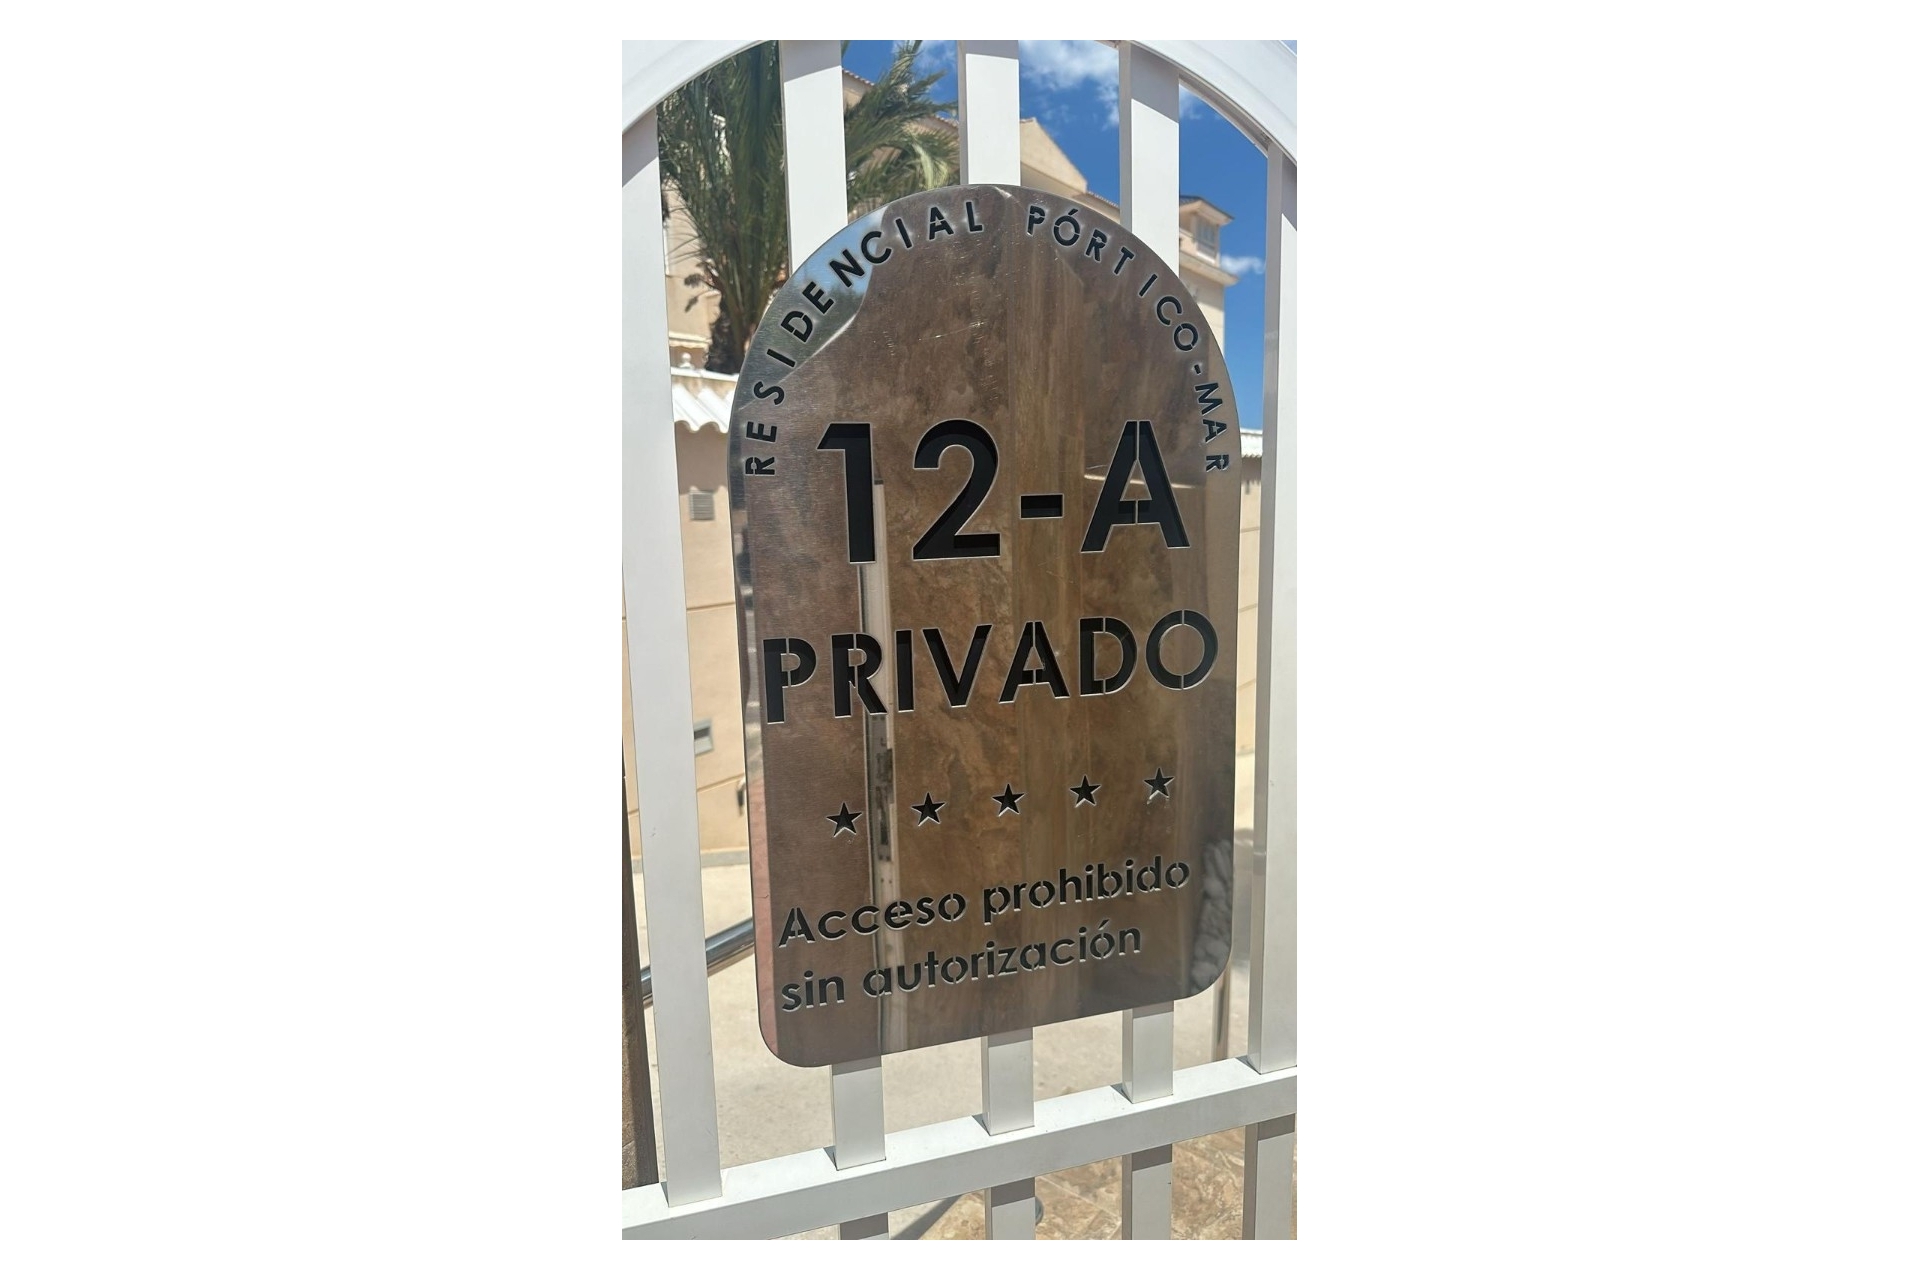 RESIDENCIAL PÓRTICO-MAR
12-A
PRIVADO
★ ★ ★ ★ ★
Acceso prohibido
sin autorización